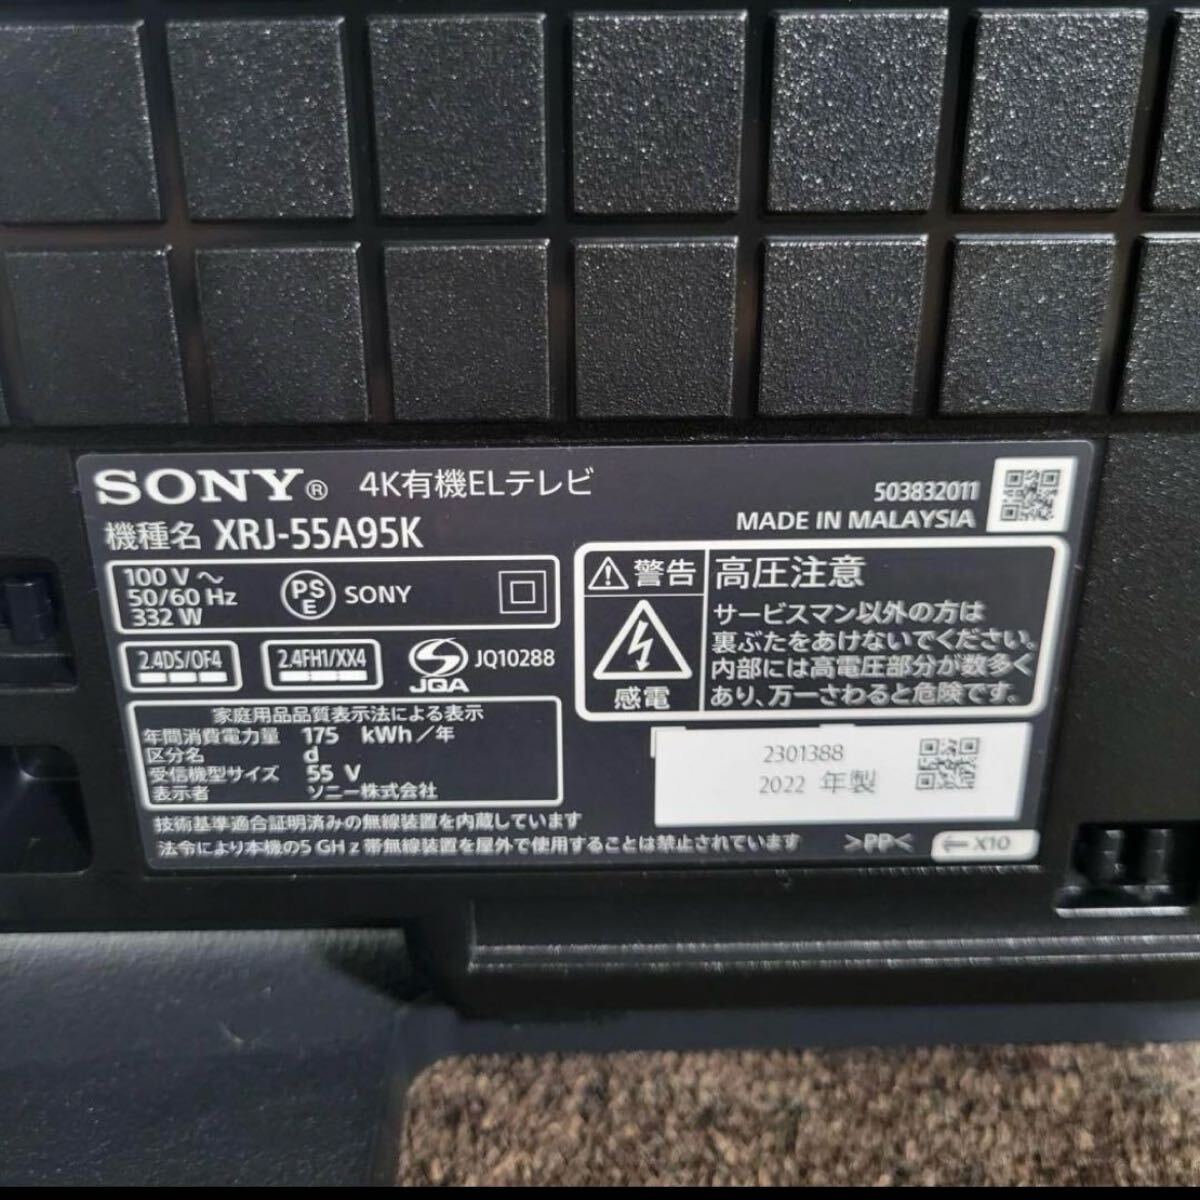 SONY® 4K有機ELテレビ
503832011
機種名 XRJ-55A95K
MADE IN MALAYSIA
100 V ～
50/60 Hz
332 W
PS
E
SONY
2.4DS/OF4
2.4FH1/XX4
JQA
JQ10288
警告
感電
高圧注意
サービスマン以外の方は
裏ぶたをあけないでください。
内部には高電圧部分が数多く
あり、万一さわると危険です。
家庭用品品質表示法による表示
年間消費電力量 175 kWh/年
区分名 d
受信機型サイズ 55 V
表示者 ソニー株式会社
2301388
2022 年製
技術基準適合証明済みの無線装置を内蔵しています
法令により本機の5 GHz帯無線装置を屋外で使用することは禁止されています
>PP<
←X10